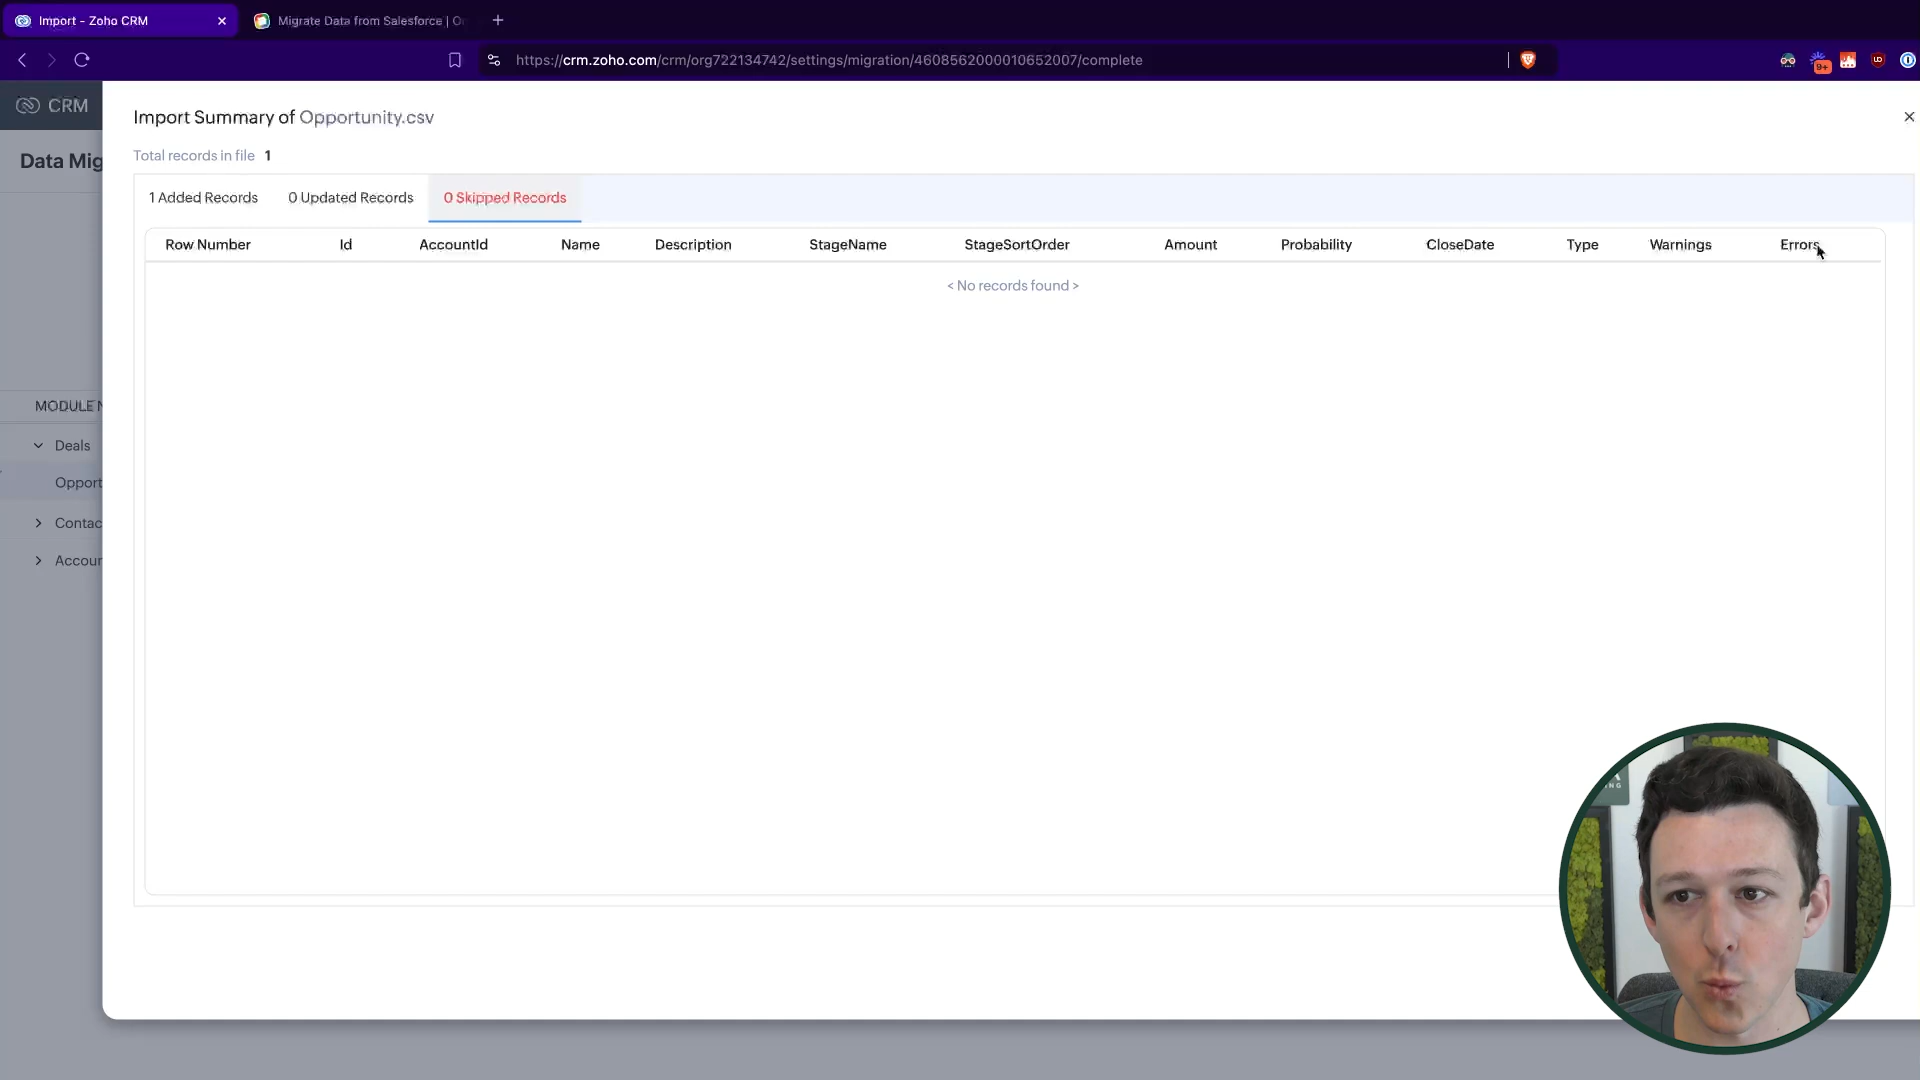 Import - Zoho CRM
Migrate Data from Salesforce | On
https://crm.zoho.com/crm/org722134742/settings/migration/4608562000010652007/complete
9+
CRM
Import Summary of Opportunity.csv
Total records in file 1
Data Mig
1 Added Records 0 Updated Records 0 Skipped Records
Row Number Id AccountId Name Description StageName StageSortOrder Amount Probability CloseDate Type Warnings Errors
< No records found >
MODULE N
Deals
Opport
Contac
Accour